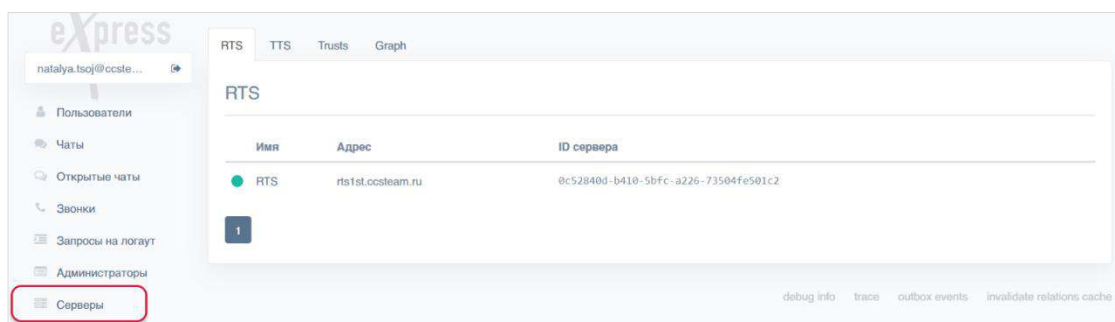 eXpress
natalya.tsoj@ccste...
Пользователи
Чаты
Открытые чаты
Звонки
Запросы на логаут
Администраторы
Серверы
RTS TTS Trusts Graph
RTS
Имя Адрес ID сервера
RTS rts1st.ccsteam.ru 0c52840d-b410-5bfc-a226-73504fe501c2
1
debug info trace outbox events invalidate relations cache